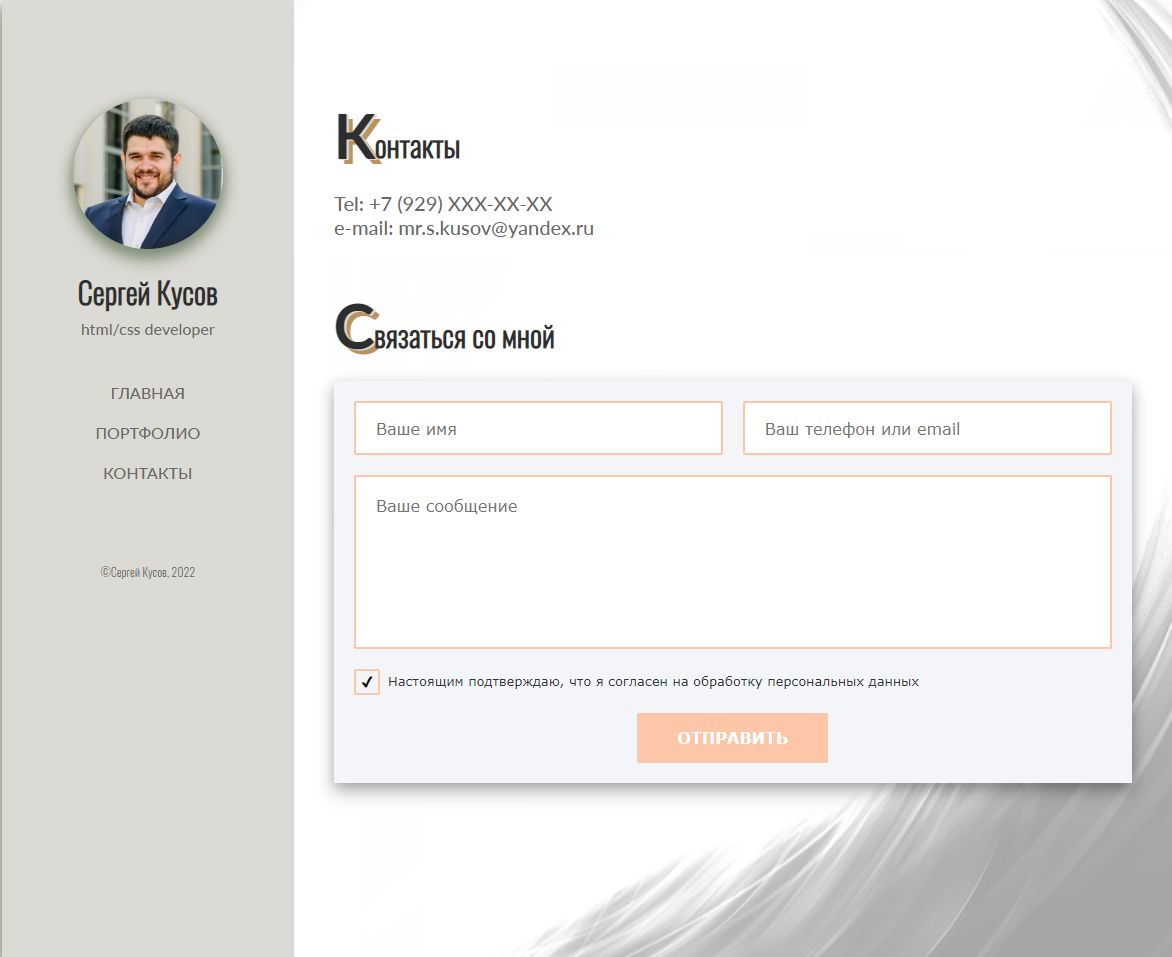 Сергей Кусов
html/css developer
ГЛАВНАЯ
ПОРТФОЛИО
КОНТАКТЫ
©Сергей Кусов, 2022
Контакты
Tel: +7 (929) XXX-XX-XX
e-mail: mr.s.kusov@yandex.ru
Связаться со мной
Ваше имя
Ваш телефон или email
Ваше сообщение
Настоящим подтверждаю, что я согласен на обработку персональных данных
ОТПРАВИТЬ